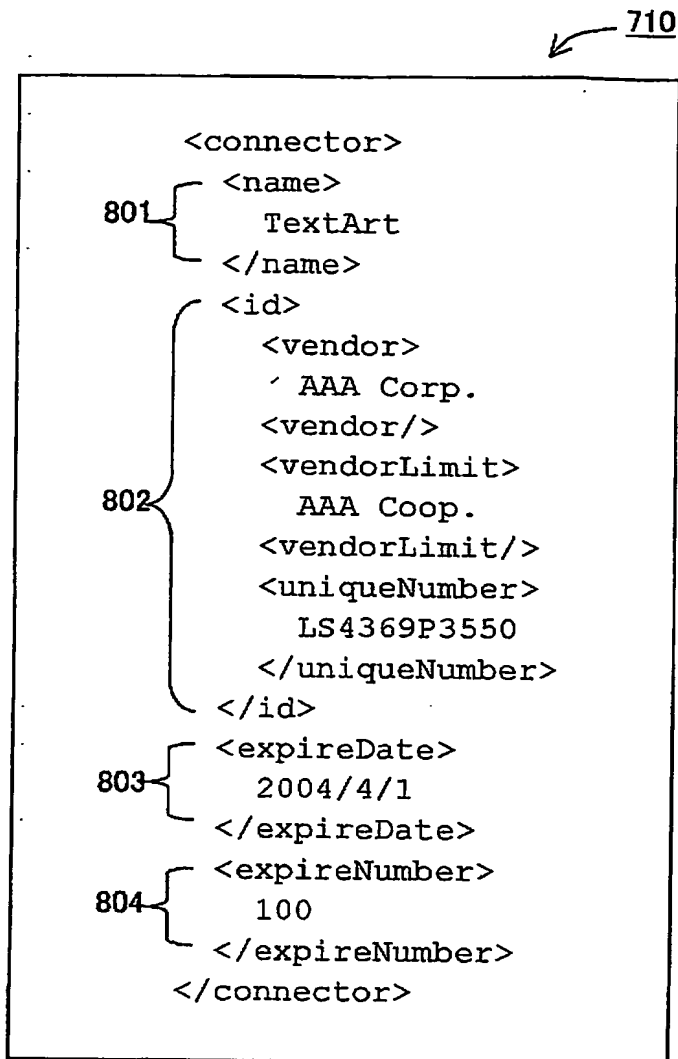 710
<connector>
801 <name>
TextArt
</name>
<id>
<vendor>
AAA Corp.
<vendor/>
<vendorLimit>
802 AAA Coop.
<vendorLimit/>
<uniqueNumber>
LS4369P3550
</uniqueNumber>
</id>
<expireDate>
803 2004/4/1
</expireDate>
<expireNumber>
804 100
</expireNumber>
</connector>